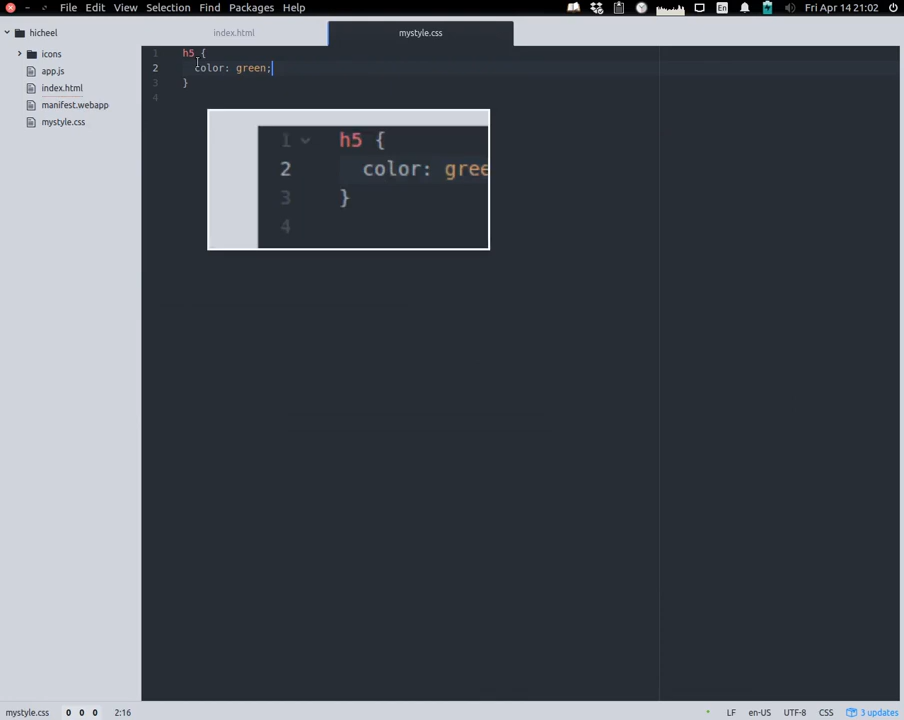 File Edit View Selection Find Packages Help
En Fri Apr 14 21:02
hicheel
icons
app.js
index.html
manifest.webapp
mystyle.css
index.html
mystyle.css
1 h5 {
2 color: green;
3 }
4
1 h5 {
2 color: gree
3 }
4
mystyle.css 0 0 0 2:16
LF en-US UTF-8 CSS 3 updates